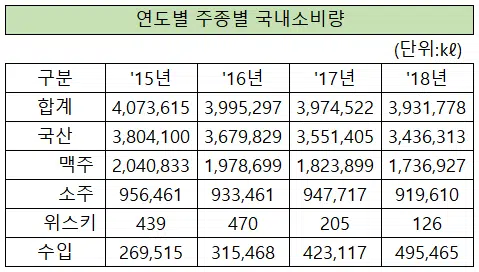 연도별 주종별 국내소비량
(단위:kℓ)
구분 '15년 '16년 '17년 '18년
합계 4,073,615 3,995,297 3,974,522 3,931,778
국산 3,804,100 3,679,829 3,551,405 3,436,313
맥주 2,040,833 1,978,699 1,823,899 1,736,927
소주 956,461 933,461 947,717 919,610
위스키 439 470 205 126
수입 269,515 315,468 423,117 495,465